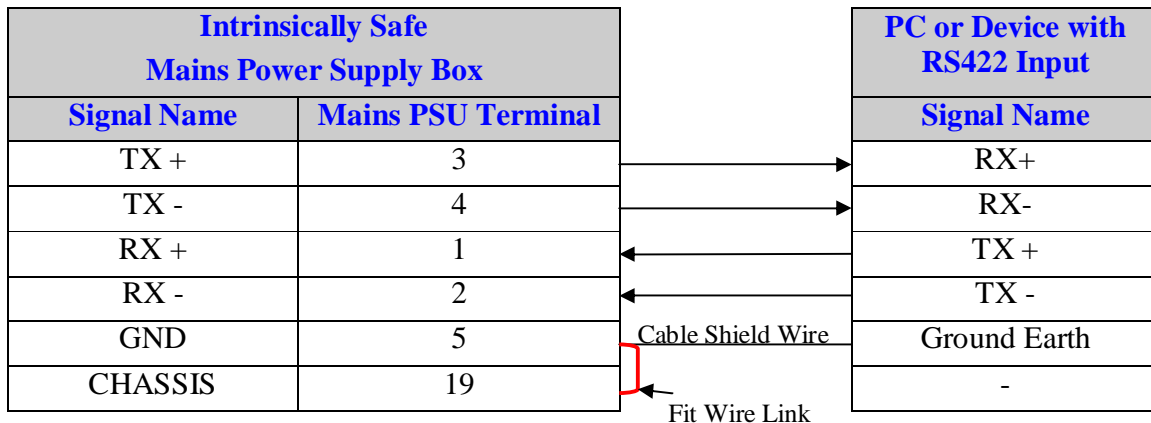 Intrinsically Safe
Mains Power Supply Box
PC or Device with
RS422 Input
Signal Name Mains PSU Terminal Signal Name
TX + 3 RX+
TX - 4 RX-
RX + 1 TX +
RX - 2 TX -
GND 5 Cable Shield Wire Ground Earth
CHASSIS 19 -
Fit Wire Link